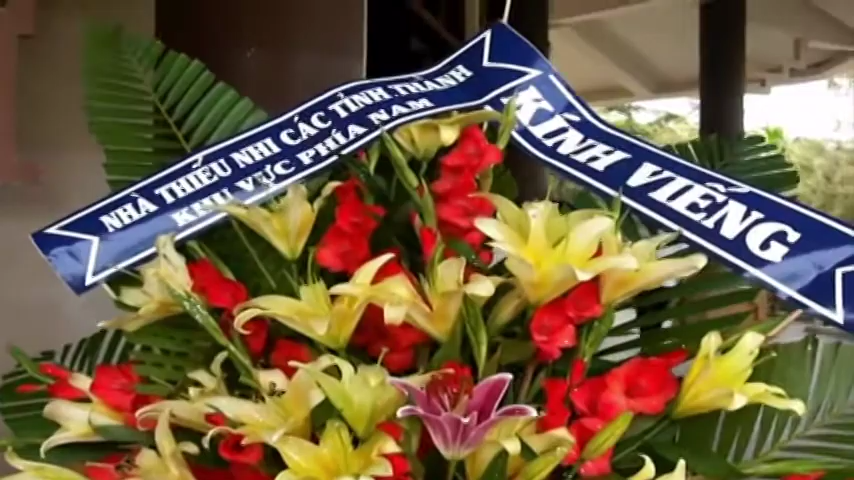 NHÀ THIẾU NHI CÁC TỈNH THÀNH
KHU VỰC PHÍA NAM
KÍNH VIẾNG